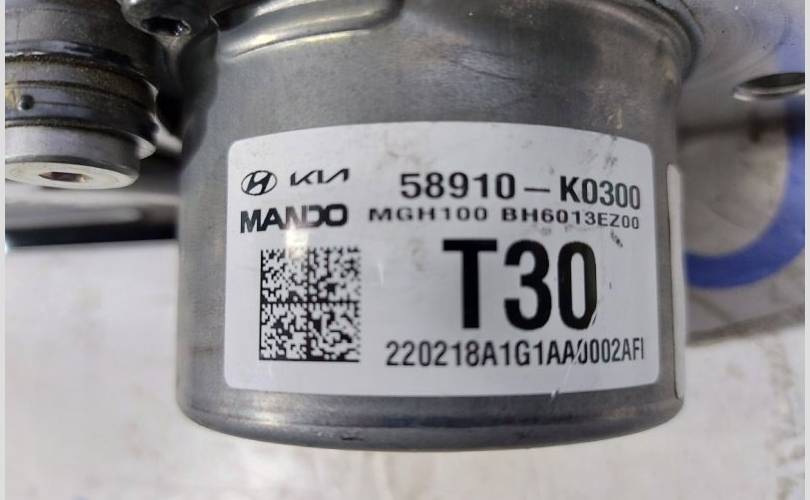 KIA 58910-K0300
MANDO MGH100 BH6013EZ00
T30
220218A1G1AA0002AFI